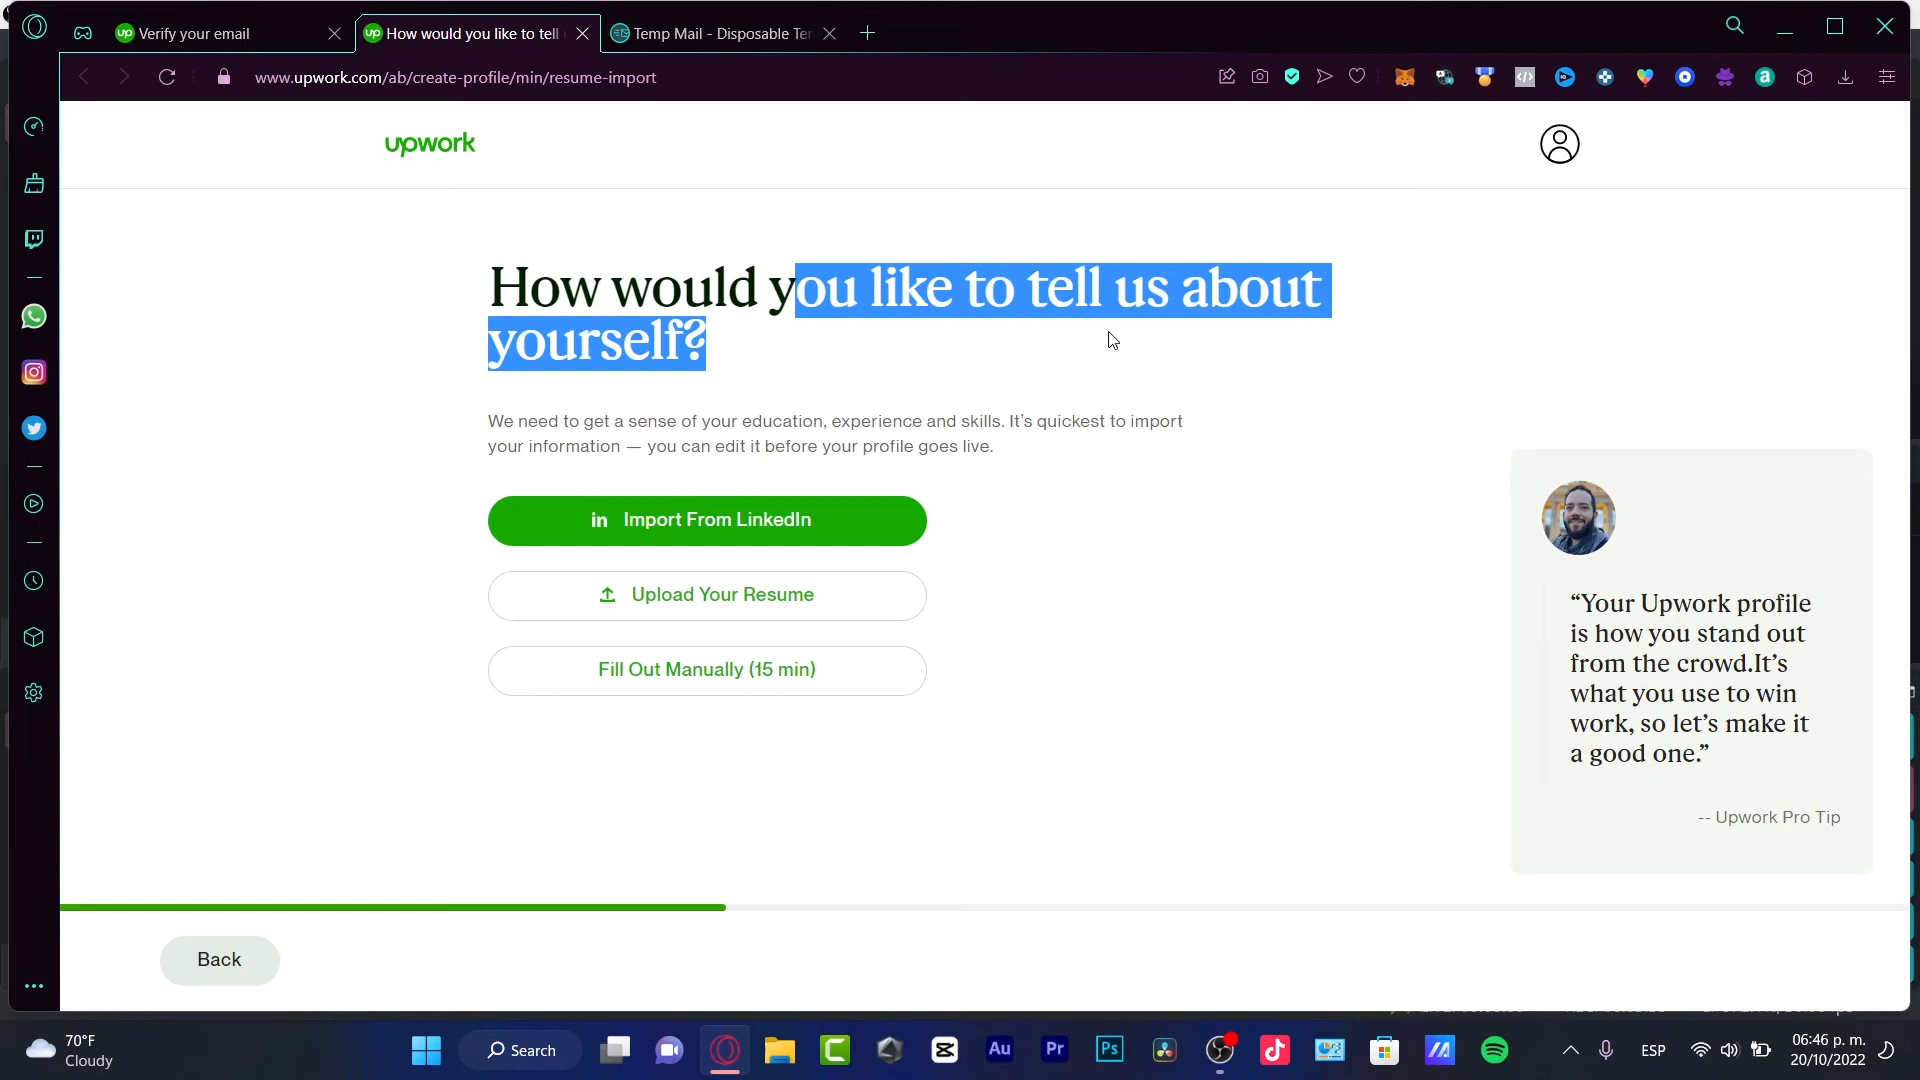 Verify your email
How would you like to tell
Temp Mail - Disposable Te
www.upwork.com/ab/create-profile/min/resume-import
upwork
How would you like to tell us about
yourself?
We need to get a sense of your education, experience and skills. It’s quickest to import
your information — you can edit it before your profile goes live.
in Import From LinkedIn
Upload Your Resume
Fill Out Manually (15 min)
“Your Upwork profile
is how you stand out
from the crowd.It’s
what you use to win
work, so let’s make it
a good one.”
-- Upwork Pro Tip
Back
70°F
Cloudy
Search
Au
Pr
Ps
ESP
06:46 p. m.
20/10/2022